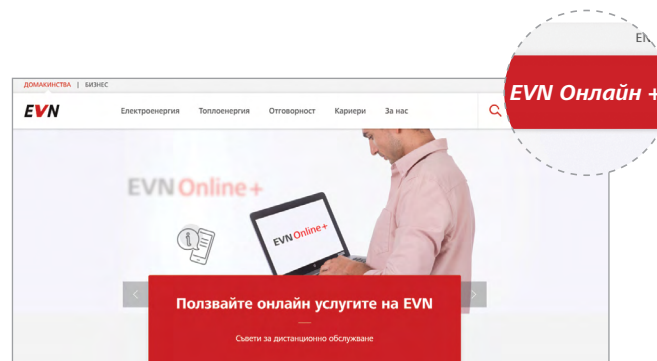 ДОМАКИНСТВА | БИЗНЕС
EVN
Електроенергия Топлоенергия Отговорност Кариери За нас
EVN Онлайн +
EVN Online+
EVN Online+
Ползвайте онлайн услугите на EVN
Съвети за дистанционно обслужване